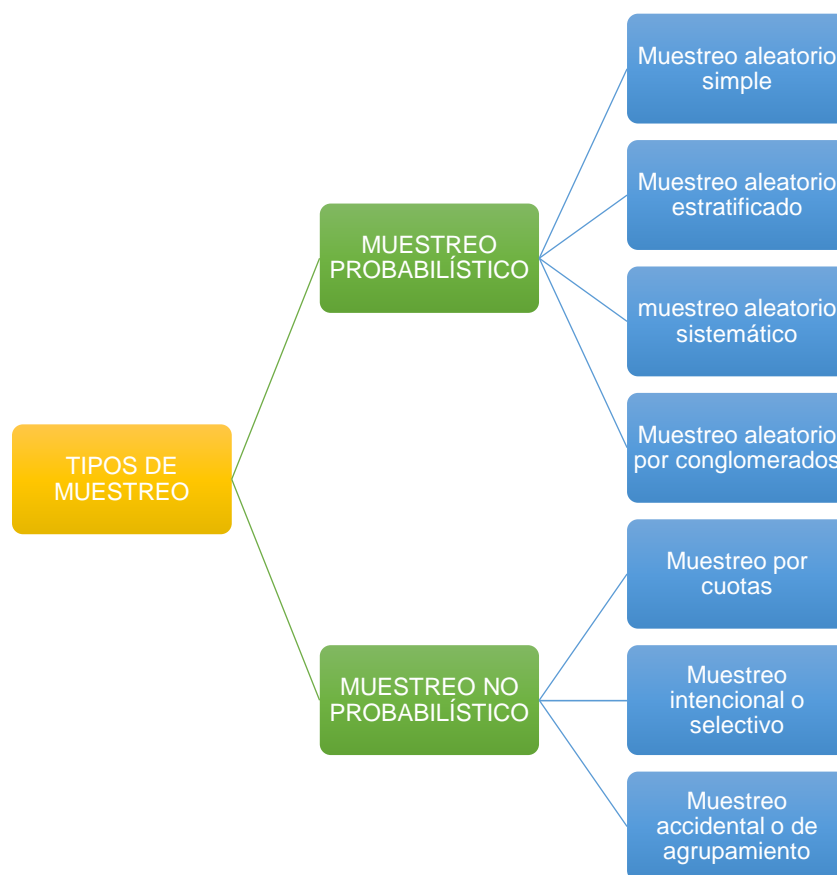 TIPOS DE
MUESTREO
MUESTREO
PROBABILÍSTICO
Muestreo aleatorio
simple
Muestreo aleatorio
estratificado
muestreo aleatorio
sistemático
Muestreo aleatorio
por conglomerados
MUESTREO NO
PROBABILÍSTICO
Muestreo por
cuotas
Muestreo
intencional o
selectivo
Muestreo
accidental o de
agrupamiento